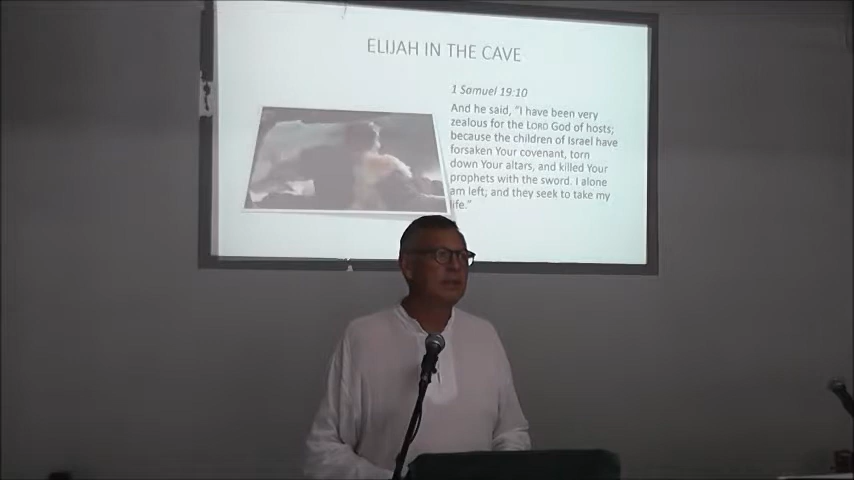 ELIJAH IN THE CAVE
1 Samuel 19:10
And he said, "I have been very
zealous for the LORD God of hosts;
because the children of Israel have
forsaken Your covenant, torn
down Your altars, and killed Your
prophets with the sword. I alone
am left; and they seek to take my
life."